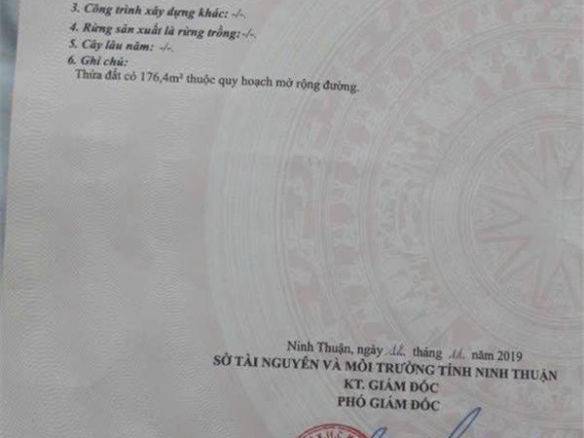 3. Công trình xây dựng khác: -/-.
4. Rừng sản xuất là rừng trồng: -/-.
5. Cây lâu năm: -/-.
6. Ghi chú:
Thửa đất có 176,4m² thuộc quy hoạch mở rộng đường.
Ninh Thuận, ngày tháng 11 năm 2019
SỞ TÀI NGUYÊN VÀ MÔI TRƯỜNG TỈNH NINH THUẬN
KT. GIÁM ĐỐC
PHÓ GIÁM ĐỐC